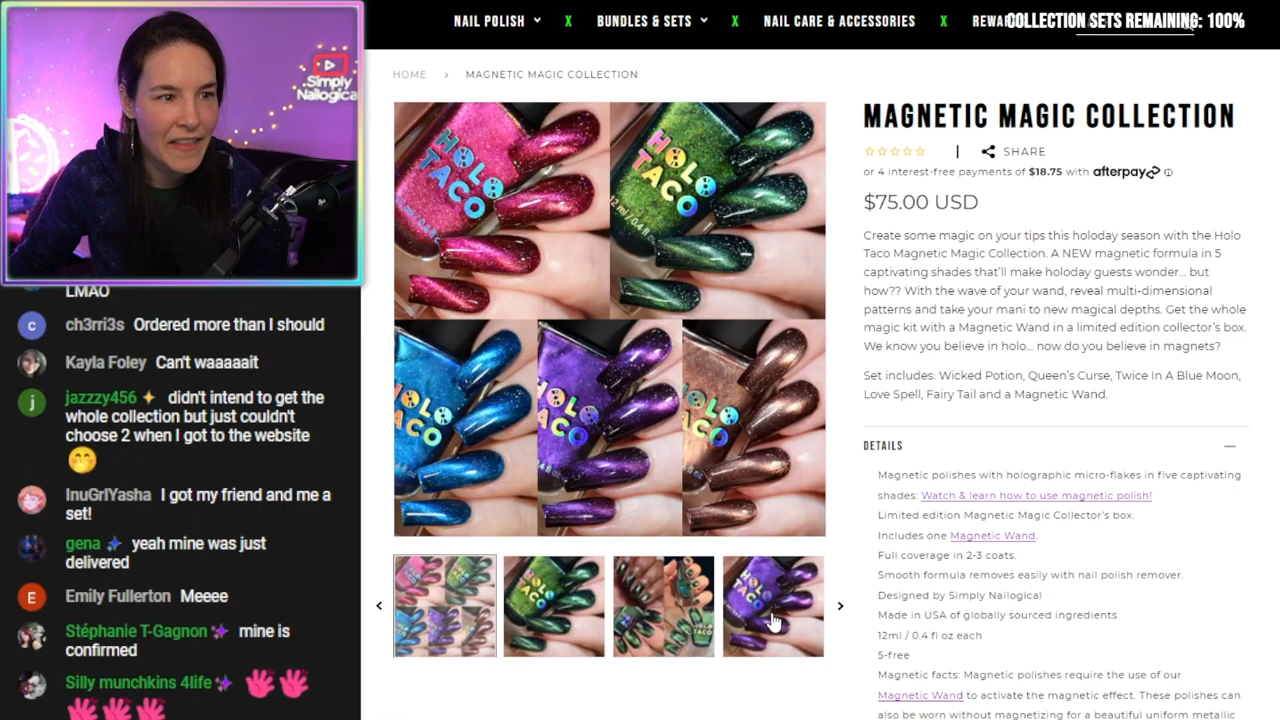 NAIL POLISH X BUNDLES & SETS X NAIL CARE & ACCESSORIES X
COLLECTION SETS REMAINING: 100%
Simply
Nailogical
HOME › MAGNETIC MAGIC COLLECTION
HOLO
TACO
HOLO
TACO
12 ml / 0.4 fl
HOLO
TACO
HOLO
TACO
HOLO
TACO
MAGNETIC MAGIC COLLECTION
| SHARE
or 4 interest-free payments of $18.75 with afterpay
$75.00 USD
Create some magic on your tips this holoday season with the Holo
Taco Magnetic Magic Collection. A NEW magnetic formula in 5
captivating shades that'll make holoday guests wonder... but
how?? With the wave of your wand, reveal multi-dimensional
patterns and take your mani to new magical depths. Get the whole
magic kit with a Magnetic Wand in a limited edition collector's box.
We know you believe in holo... now do you believe in magnets?
Set includes: Wicked Potion, Queen's Curse, Twice In A Blue Moon,
Love Spell, Fairy Tail and a Magnetic Wand.
DETAILS
Magnetic polishes with holographic micro-flakes in five captivating
shades: Watch & learn how to use magnetic polish!
Limited edition Magnetic Magic Collector's box.
Includes one Magnetic Wand.
Full coverage in 2-3 coats.
Smooth formula removes easily with nail polish remover.
Designed by Simply Nailogical
Made in USA of globally sourced ingredients
12ml / 0.4 fl oz each
5-free
Magnetic facts: Magnetic polishes require the use of our
Magnetic Wand to activate the magnetic effect. These polishes can
also be worn without magnetizing for a beautiful uniform metallic
LMAO
c
ch3rri3s Ordered more than I should
Kayla Foley Can't waaaaait
j
jazzzy456 didn't intend to get the
whole collection but just couldn't
choose 2 when I got to the website
InuGrlYasha I got my friend and me a
set!
gena yeah mine was just
delivered
E
Emily Fullerton Meeee
Stéphanie T-Gagnon mine is
confirmed
Silly munchkins 4life